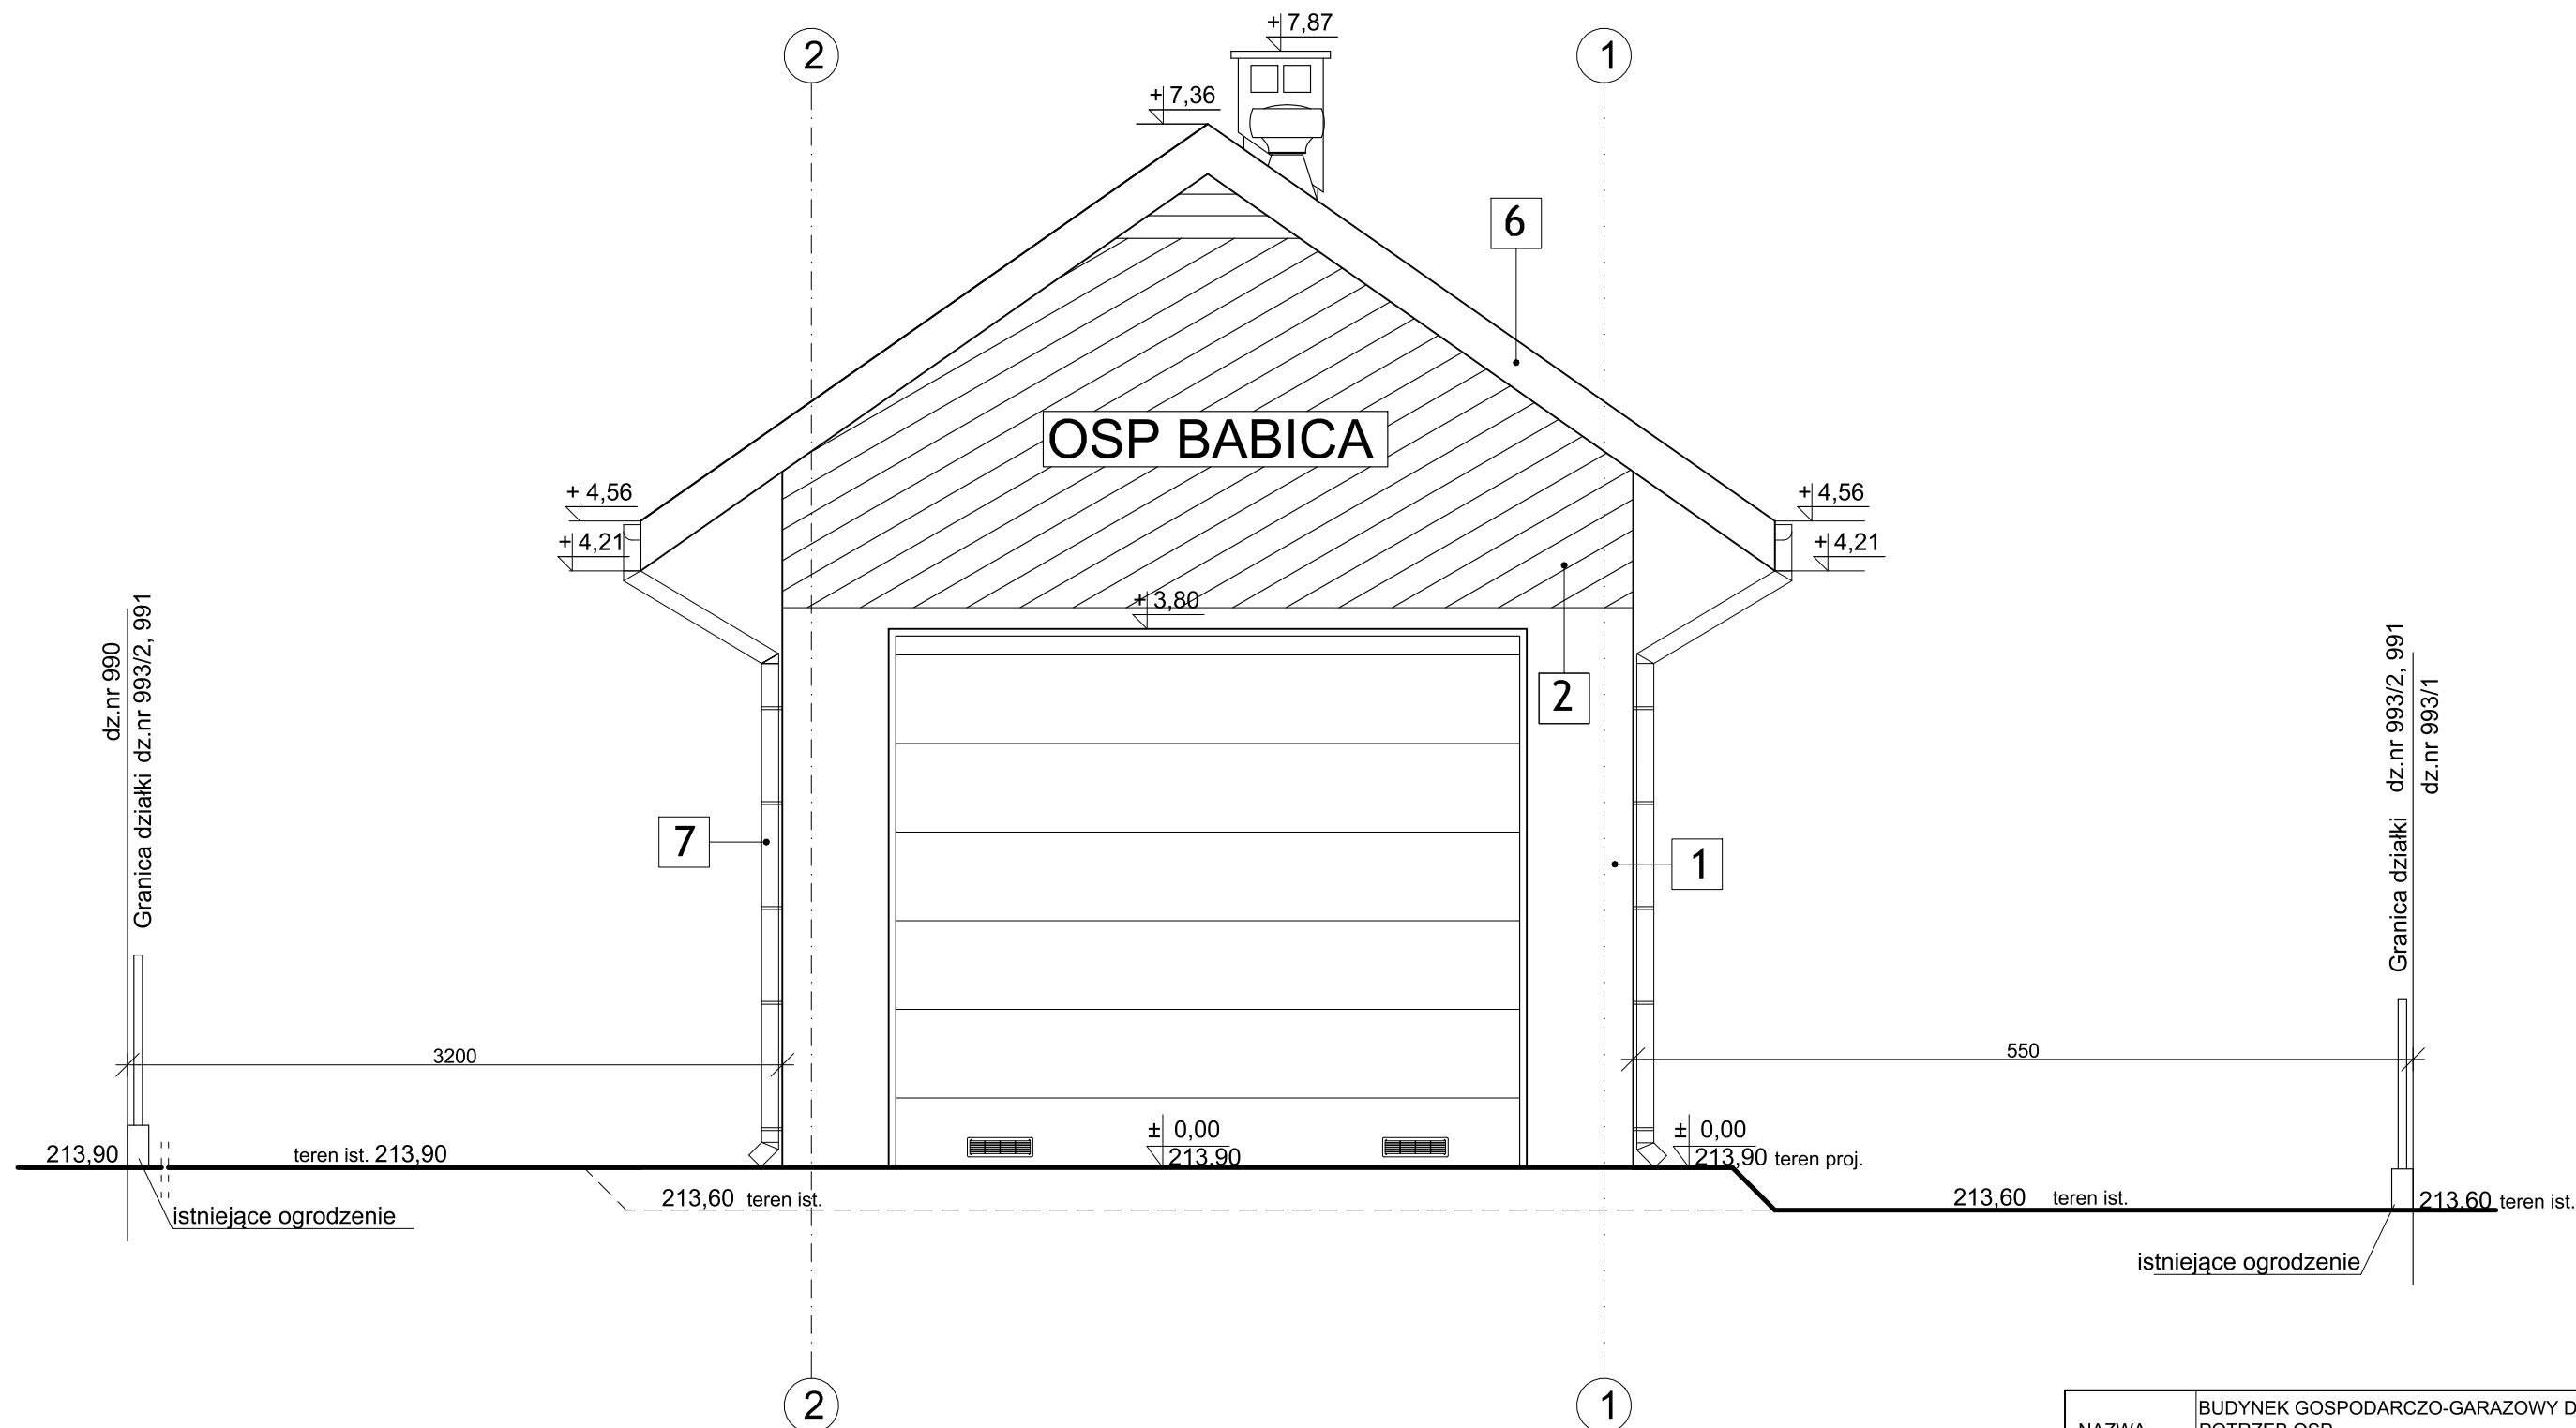 + 7,87
2
1
+ 7,36
6
OSP BABICA
+ 4,56
+ 4,56
+ 4,21
+ 4,21
+ 3,80
dz.nr 990
Granica działki dz.nr 993/2, 991
Granica działki dz.nr 993/2, 991
dz.nr 993/1
2
7
1
3200
550
± 0,00
± 0,00
213,90
teren ist. 213,90
213,90
213,90 teren proj.
213,60 teren ist.
213,60 teren ist.
213,60 teren ist.
istniejące ogrodzenie
istniejące ogrodzenie
2
1
BUDYNEK GOSPODARCZO-GARAZOWY D